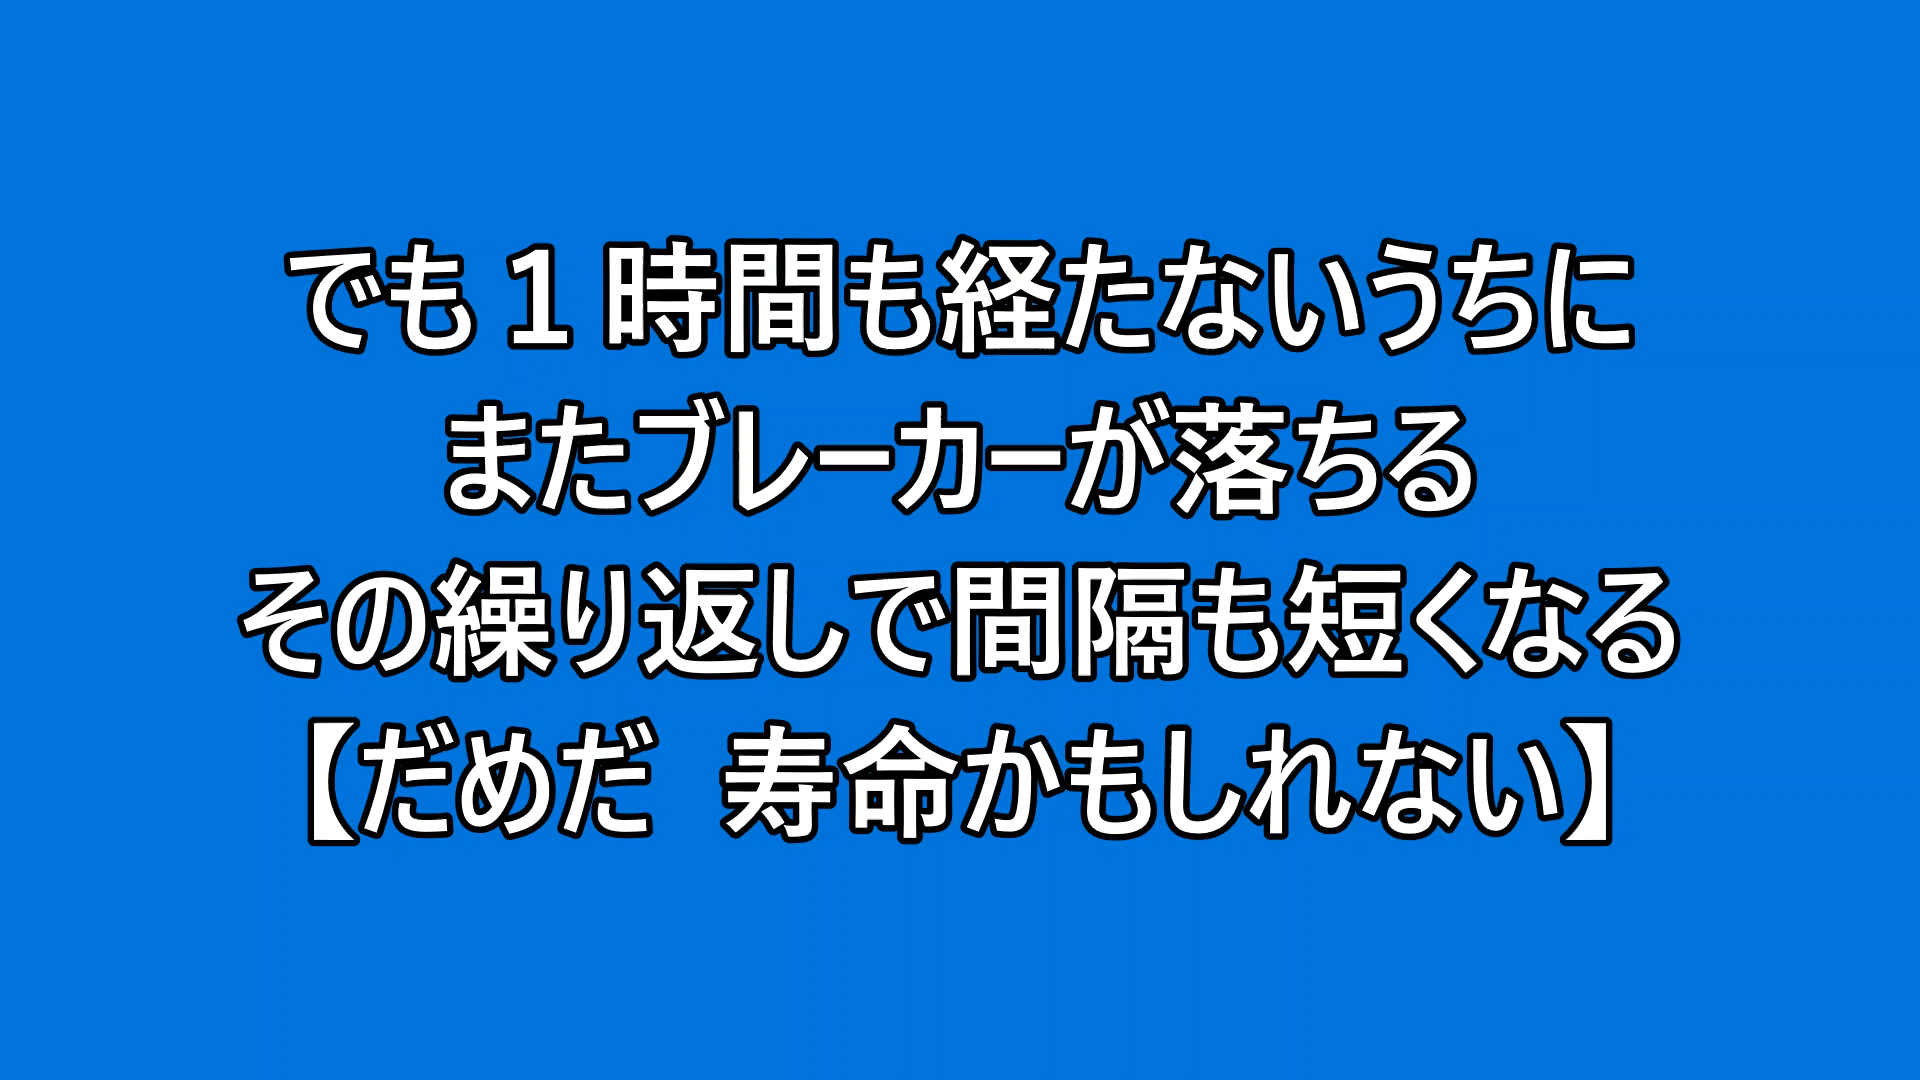 でも１時間も経たないうちに
またブレーカーが落ちる
その繰り返しで間隔も短くなる
【だめだ　寿命かもしれない】